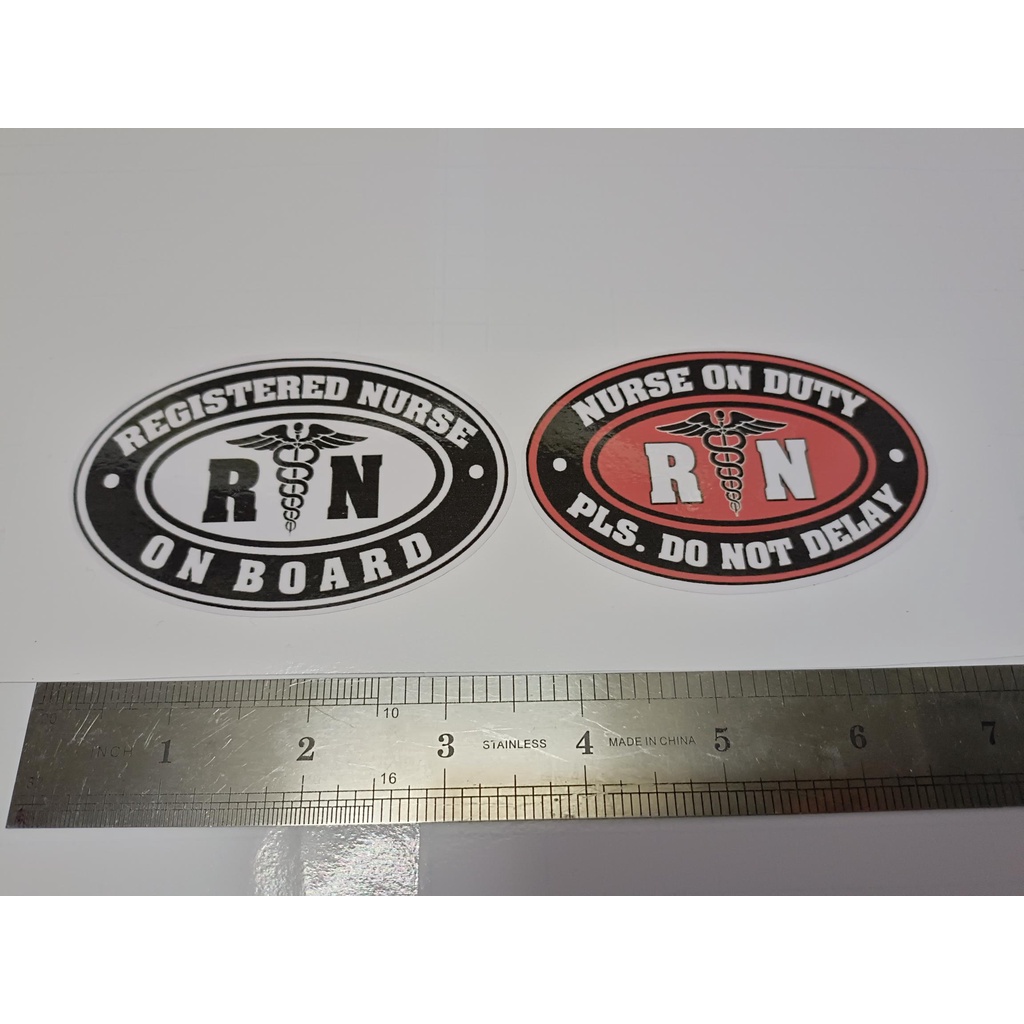 REGISTERED NURSE
R N
ON BOARD
NURSE ON DUTY
R N
PLS. DO NOT DELAY
10
INCH 1 2 3 STAINLESS 4 MADE IN CHINA 5 6 7
16